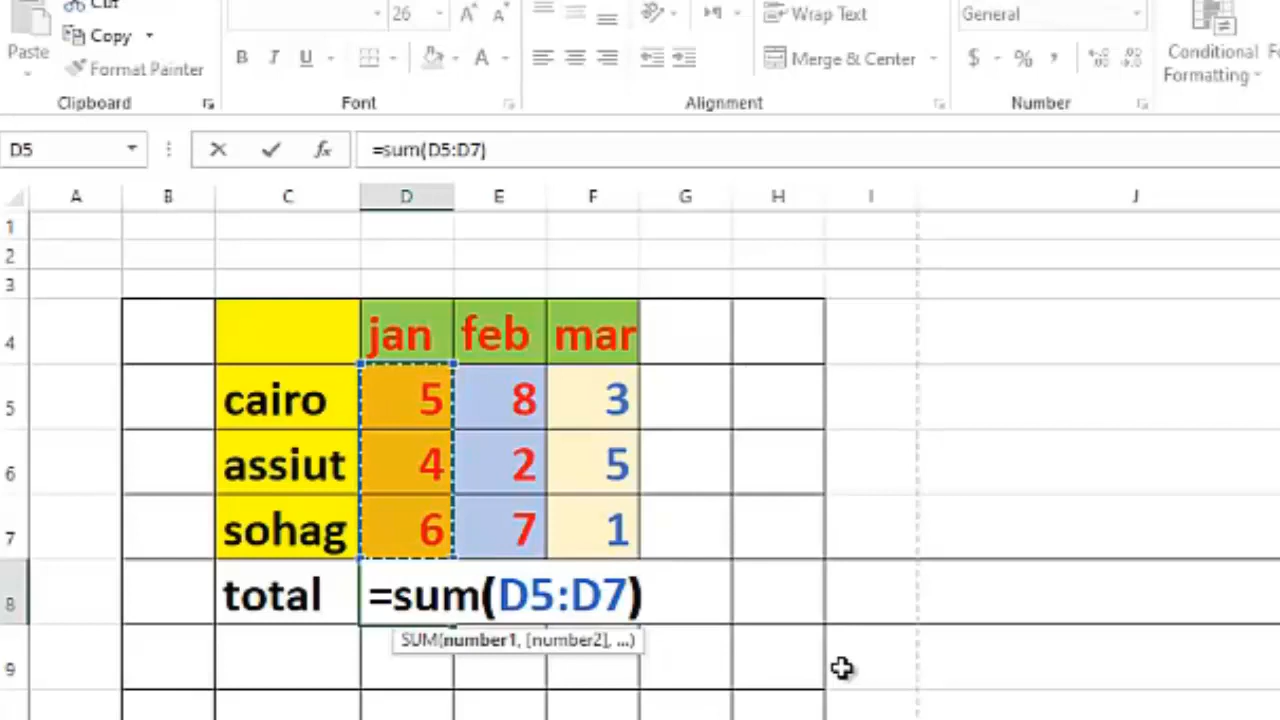 Cut
26 A A
Wrap Text
General
Paste
Copy
Conditional
Formatting
B I U
A
Merge & Center
$ % ,
Format Painter
Clipboard
Font
Alignment
Number
D5
fx
=sum(D5:D7)
A B C D E F G H I J
1
2
3
4 jan feb mar
5 cairo 5 8 3
6 assiut 4 2 5
7 sohag 6 7 1
8 total =sum(D5:D7)
SUM(number1, [number2], ...)
9